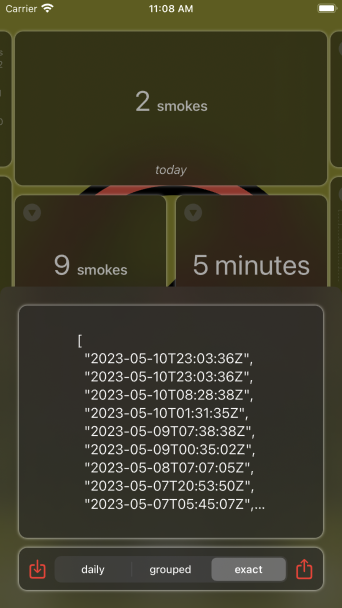 Carrier
11:08 AM
2 smokes
today
9 smokes
5 minutes
[
"2023-05-10T23:03:36Z",
"2023-05-10T23:03:36Z",
"2023-05-10T08:28:38Z",
"2023-05-10T01:31:35Z",
"2023-05-09T07:38:38Z",
"2023-05-09T00:35:02Z",
"2023-05-08T07:07:05Z",
"2023-05-07T20:53:50Z",
"2023-05-07T05:45:07Z",...
daily
grouped
exact